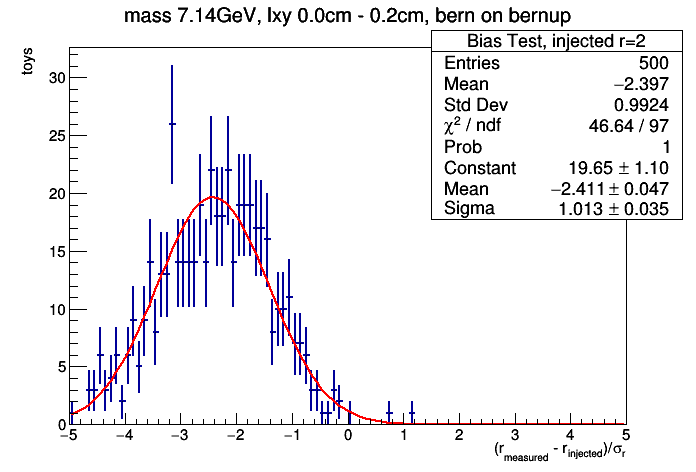 mass 7.14GeV, lxy 0.0cm - 0.2cm, bern on bernup
toys
Bias Test, injected r=2
Entries 500
Mean −2.397
Std Dev 0.9924
χ² / ndf 46.64 / 97
Prob 1
Constant 19.65 ± 1.10
Mean −2.411 ± 0.047
Sigma 1.013 ± 0.035
30
25
20
15
10
5
0
−5 −4 −3 −2 −1 0 1 2 3 4 5
(r_measured - r_injected)/σ_r